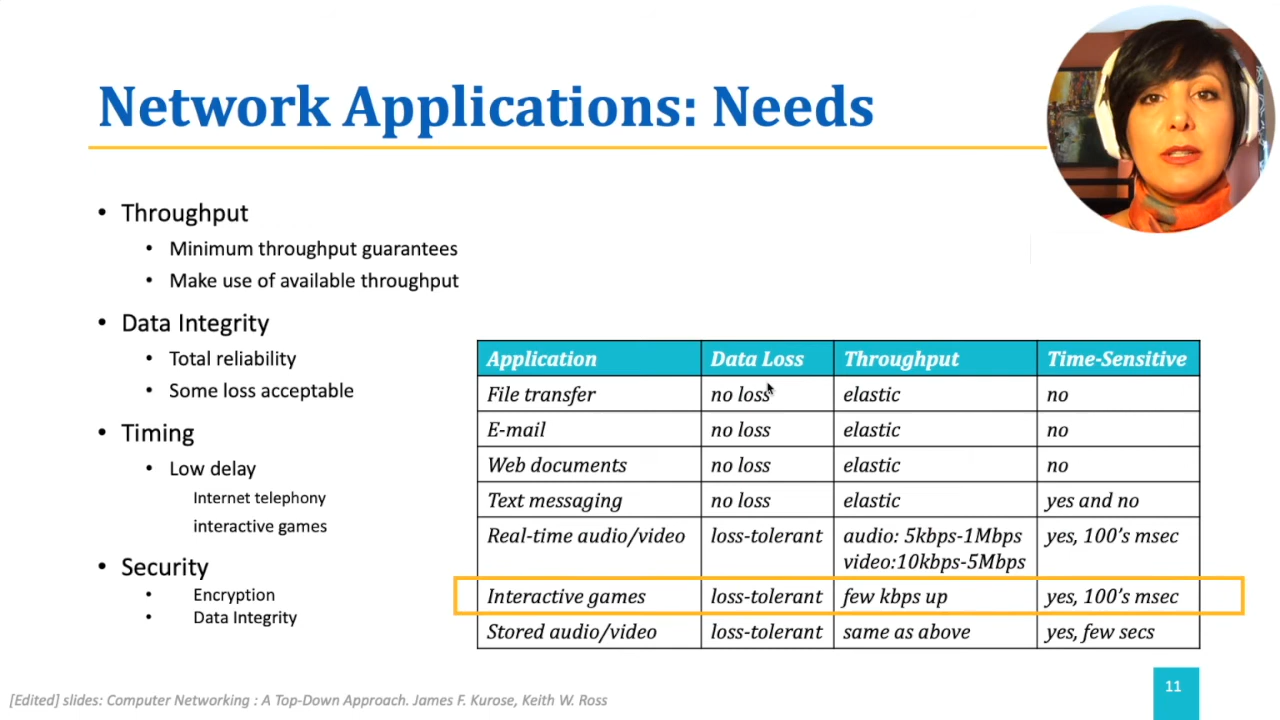 Network Applications: Needs
• Throughput
• Minimum throughput guarantees
• Make use of available throughput
• Data Integrity
• Total reliability
• Some loss acceptable
• Timing
• Low delay
Internet telephony
interactive games
• Security
• Encryption
• Data Integrity
Application Data Loss Throughput Time-Sensitive
File transfer no loss elastic no
E-mail no loss elastic no
Web documents no loss elastic no
Text messaging no loss elastic yes and no
Real-time audio/video loss-tolerant audio: 5kbps-1Mbps yes, 100's msec
video:10kbps-5Mbps
Interactive games loss-tolerant few kbps up yes, 100's msec
Stored audio/video loss-tolerant same as above yes, few secs
11
[Edited] slides: Computer Networking : A Top-Down Approach. James F. Kurose, Keith W. Ross